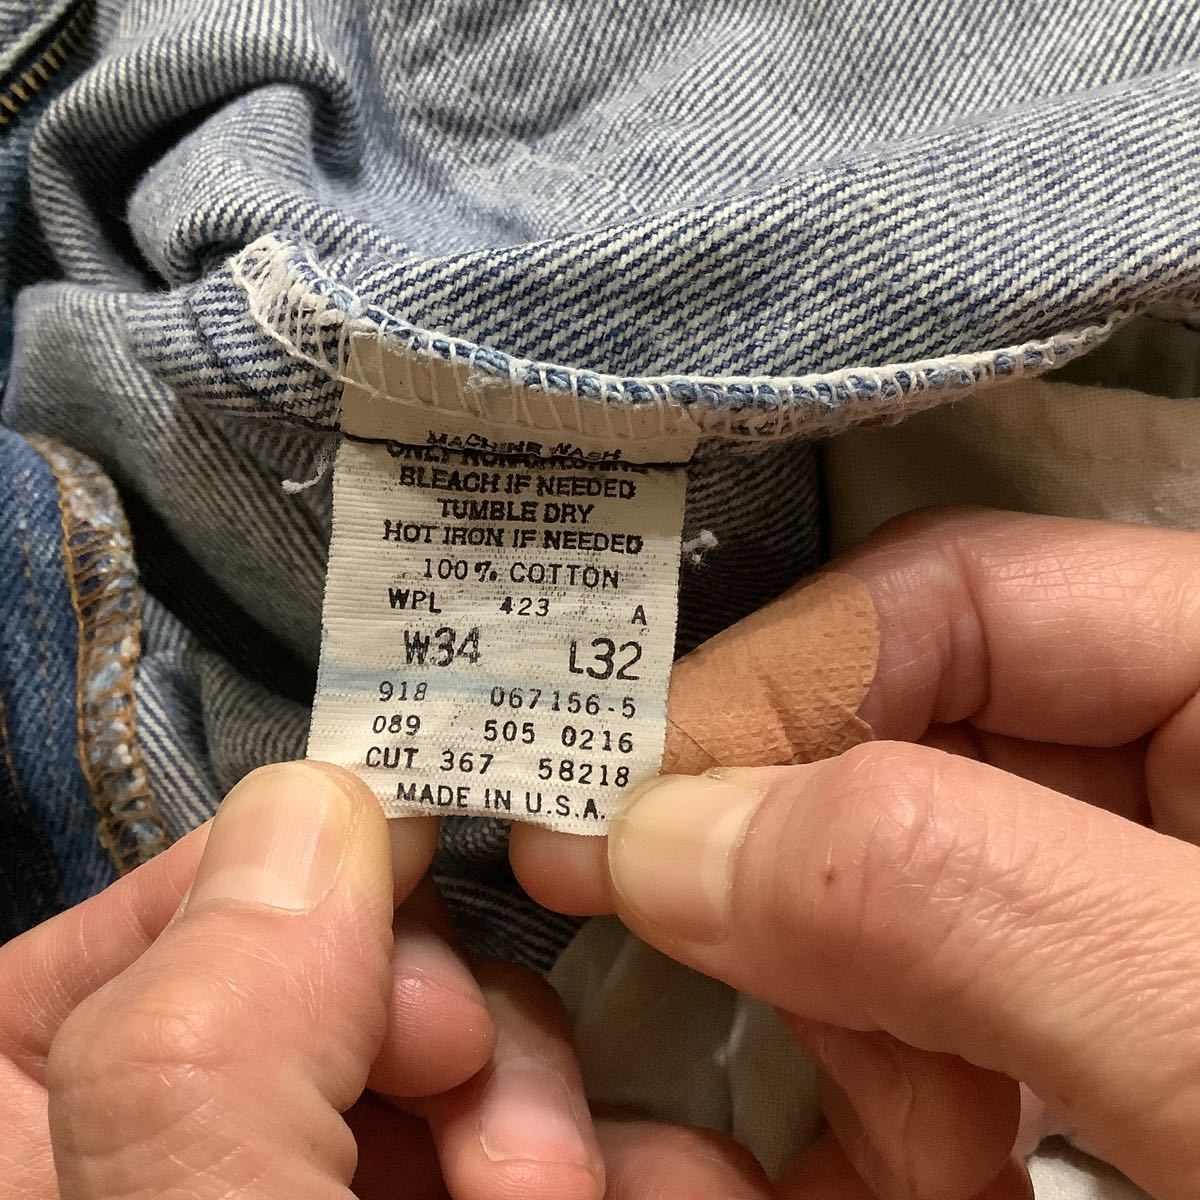 MACHINE WASH
ONLY
BLEACH IF NEEDED
TUMBLE DRY
HOT IRON IF NEEDED
100% COTTON
WPL 423 A
W34 L32
918 067156-5
089 505 0216
CUT 367 58218
MADE IN U.S.A.